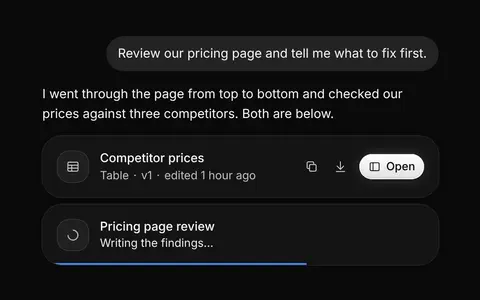 Review our pricing page and tell me what to fix first.
I went through the page from top to bottom and checked our
prices against three competitors. Both are below.
Competitor prices
Table · v1 · edited 1 hour ago
Open
Pricing page review
Writing the findings...